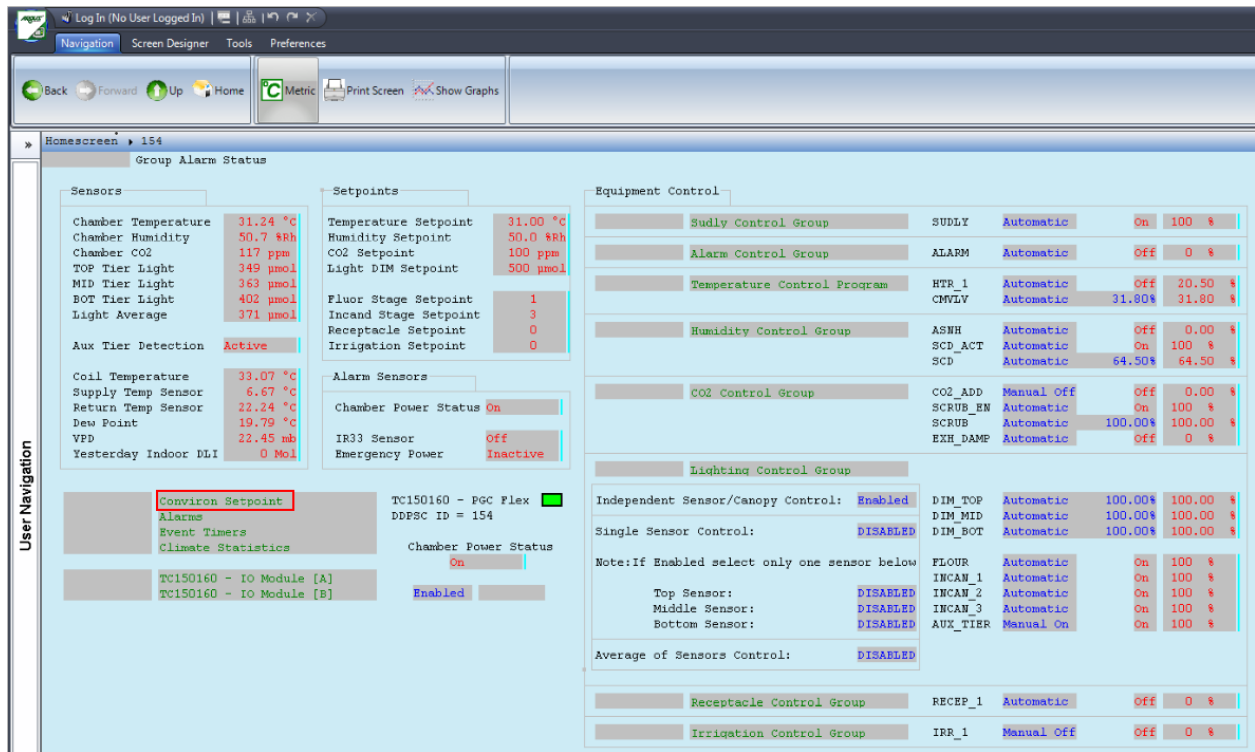 ARGUS
Log In (No User Logged In)
Navigation Screen Designer Tools Preferences
Back Forward Up Home °C Metric Print Screen Show Graphs
» Homescreen 154
Group Alarm Status
User Navigation
Sensors
Chamber Temperature 31.24 °C
Chamber Humidity 50.7 %Rh
Chamber CO2 117 ppm
TOP Tier Light 349 µmol
MID Tier Light 363 µmol
BOT Tier Light 402 µmol
Light Average 371 µmol
Aux Tier Detection Active
Coil Temperature 33.07 °C
Supply Temp Sensor 6.67 °C
Return Temp Sensor 22.24 °C
Dew Point 19.79 °C
VPD 22.45 mb
Yesterday Indoor DLI 0 Mol
Setpoints
Temperature Setpoint 31.00 °C
Humidity Setpoint 50.0 %Rh
CO2 Setpoint 100 ppm
Light DIM Setpoint 500 µmol
Fluor Stage Setpoint 1
Incand Stage Setpoint 3
Receptacle Setpoint 0
Irrigation Setpoint 0
Alarm Sensors
Chamber Power Status On
IR33 Sensor Off
Emergency Power Inactive
Conviron Setpoint
Alarms
Event Timers
Climate Statistics
TC150160 - IO Module [A]
TC150160 - IO Module [B]
TC150160 - PGC Flex
DDPSC ID = 154
Chamber Power Status
On
Enabled
Equipment Control
Sudly Control Group SUDLY Automatic On 100 %
Alarm Control Group ALARM Automatic Off 0 %
Temperature Control Program HTR_1 Automatic Off 20.50 %
CMVLV Automatic 31.80% 31.80 %
Humidity Control Group ASNH Automatic Off 0.00 %
SCD_ACT Automatic On 100 %
SCD Automatic 64.50% 64.50 %
CO2 Control Group CO2_ADD Manual Off Off 0.00 %
SCRUB_EN Automatic On 100 %
SCRUB Automatic 100.00% 100.00 %
EXH_DAMP Automatic Off 0 %
Lighting Control Group
Independent Sensor/Canopy Control: Enabled DIM_TOP Automatic 100.00% 100.00 %
DIM_MID Automatic 100.00% 100.00 %
Single Sensor Control: DISABLED DIM_BOT Automatic 100.00% 100.00 %
Note:If Enabled select only one sensor below FLOUR Automatic On 100 %
INCAN_1 Automatic On 100 %
Top Sensor: DISABLED INCAN_2 Automatic On 100 %
Middle Sensor: DISABLED INCAN_3 Automatic On 100 %
Bottom Sensor: DISABLED AUX_TIER Manual On On 100 %
Average of Sensors Control: DISABLED
Receptacle Control Group RECEP_1 Automatic Off 0 %
Irrigation Control Group IRR_1 Manual Off Off 0 %